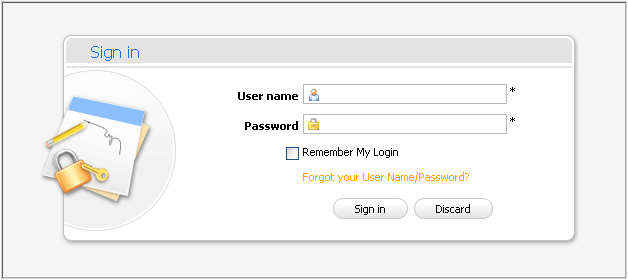 Sign in
User name *
Password *
Remember My Login
Forgot your User Name/Password?
Sign in Discard